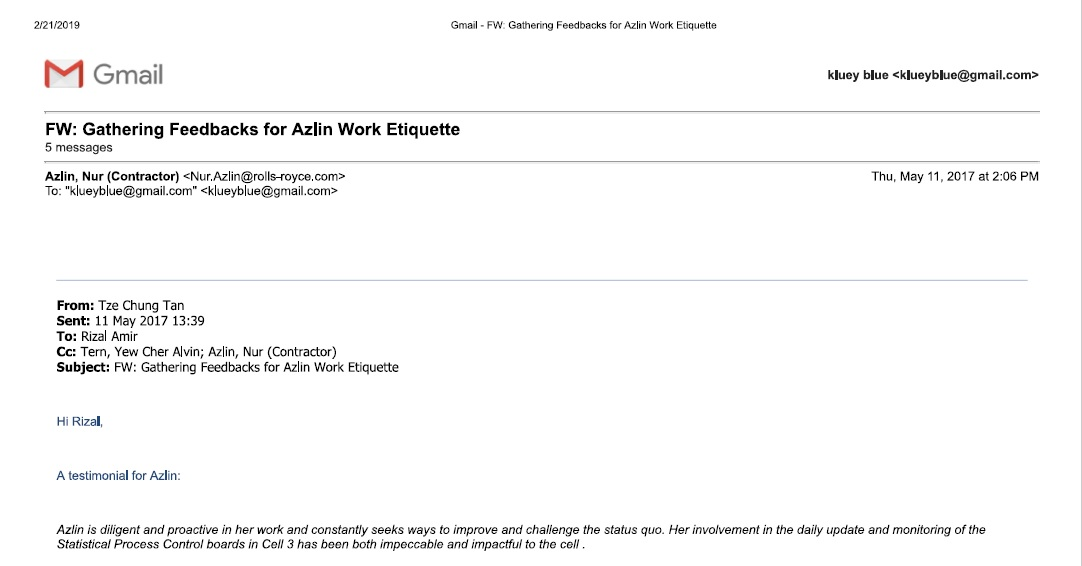 2/21/2019
Gmail - FW: Gathering Feedbacks for Azlin Work Etiquette
Gmail
kluey blue <klueyblue@gmail.com>
FW: Gathering Feedbacks for Azlin Work Etiquette
5 messages
Azlin, Nur (Contractor) <Nur.Azlin@rolls-royce.com>
Thu, May 11, 2017 at 2:06 PM
To: "klueyblue@gmail.com" <klueyblue@gmail.com>
From: Tze Chung Tan
Sent: 11 May 2017 13:39
To: Rizal Amir
Cc: Tern, Yew Cher Alvin; Azlin, Nur (Contractor)
Subject: FW: Gathering Feedbacks for Azlin Work Etiquette
Hi Rizal,
A testimonial for Azlin:
Azlin is diligent and proactive in her work and constantly seeks ways to improve and challenge the status quo. Her involvement in the daily update and monitoring of the
Statistical Process Control boards in Cell 3 has been both impeccable and impactful to the cell .